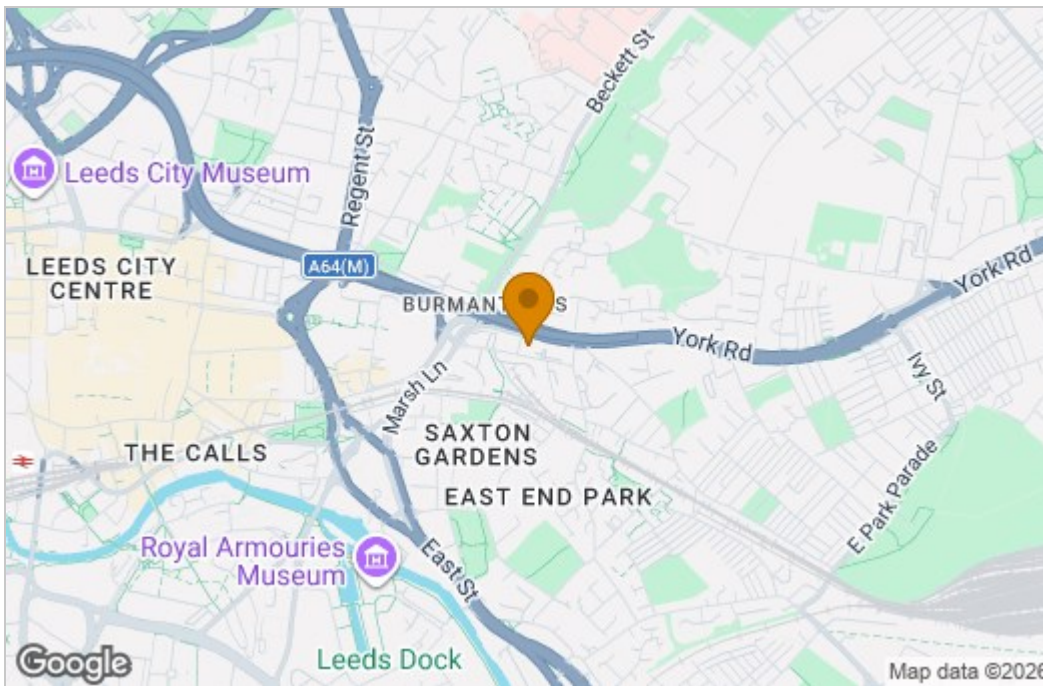 Beckett St
Regent St
Leeds City Museum
A64(M)
LEEDS CITY
CENTRE
York Rd
York Rd
Marsh Ln
Ivy St
SAXTON
GARDENS
THE CALLS
EAST END PARK
E Park Parade
Royal Armouries
Museum
East St
Leeds Dock
Google
Map data ©2026